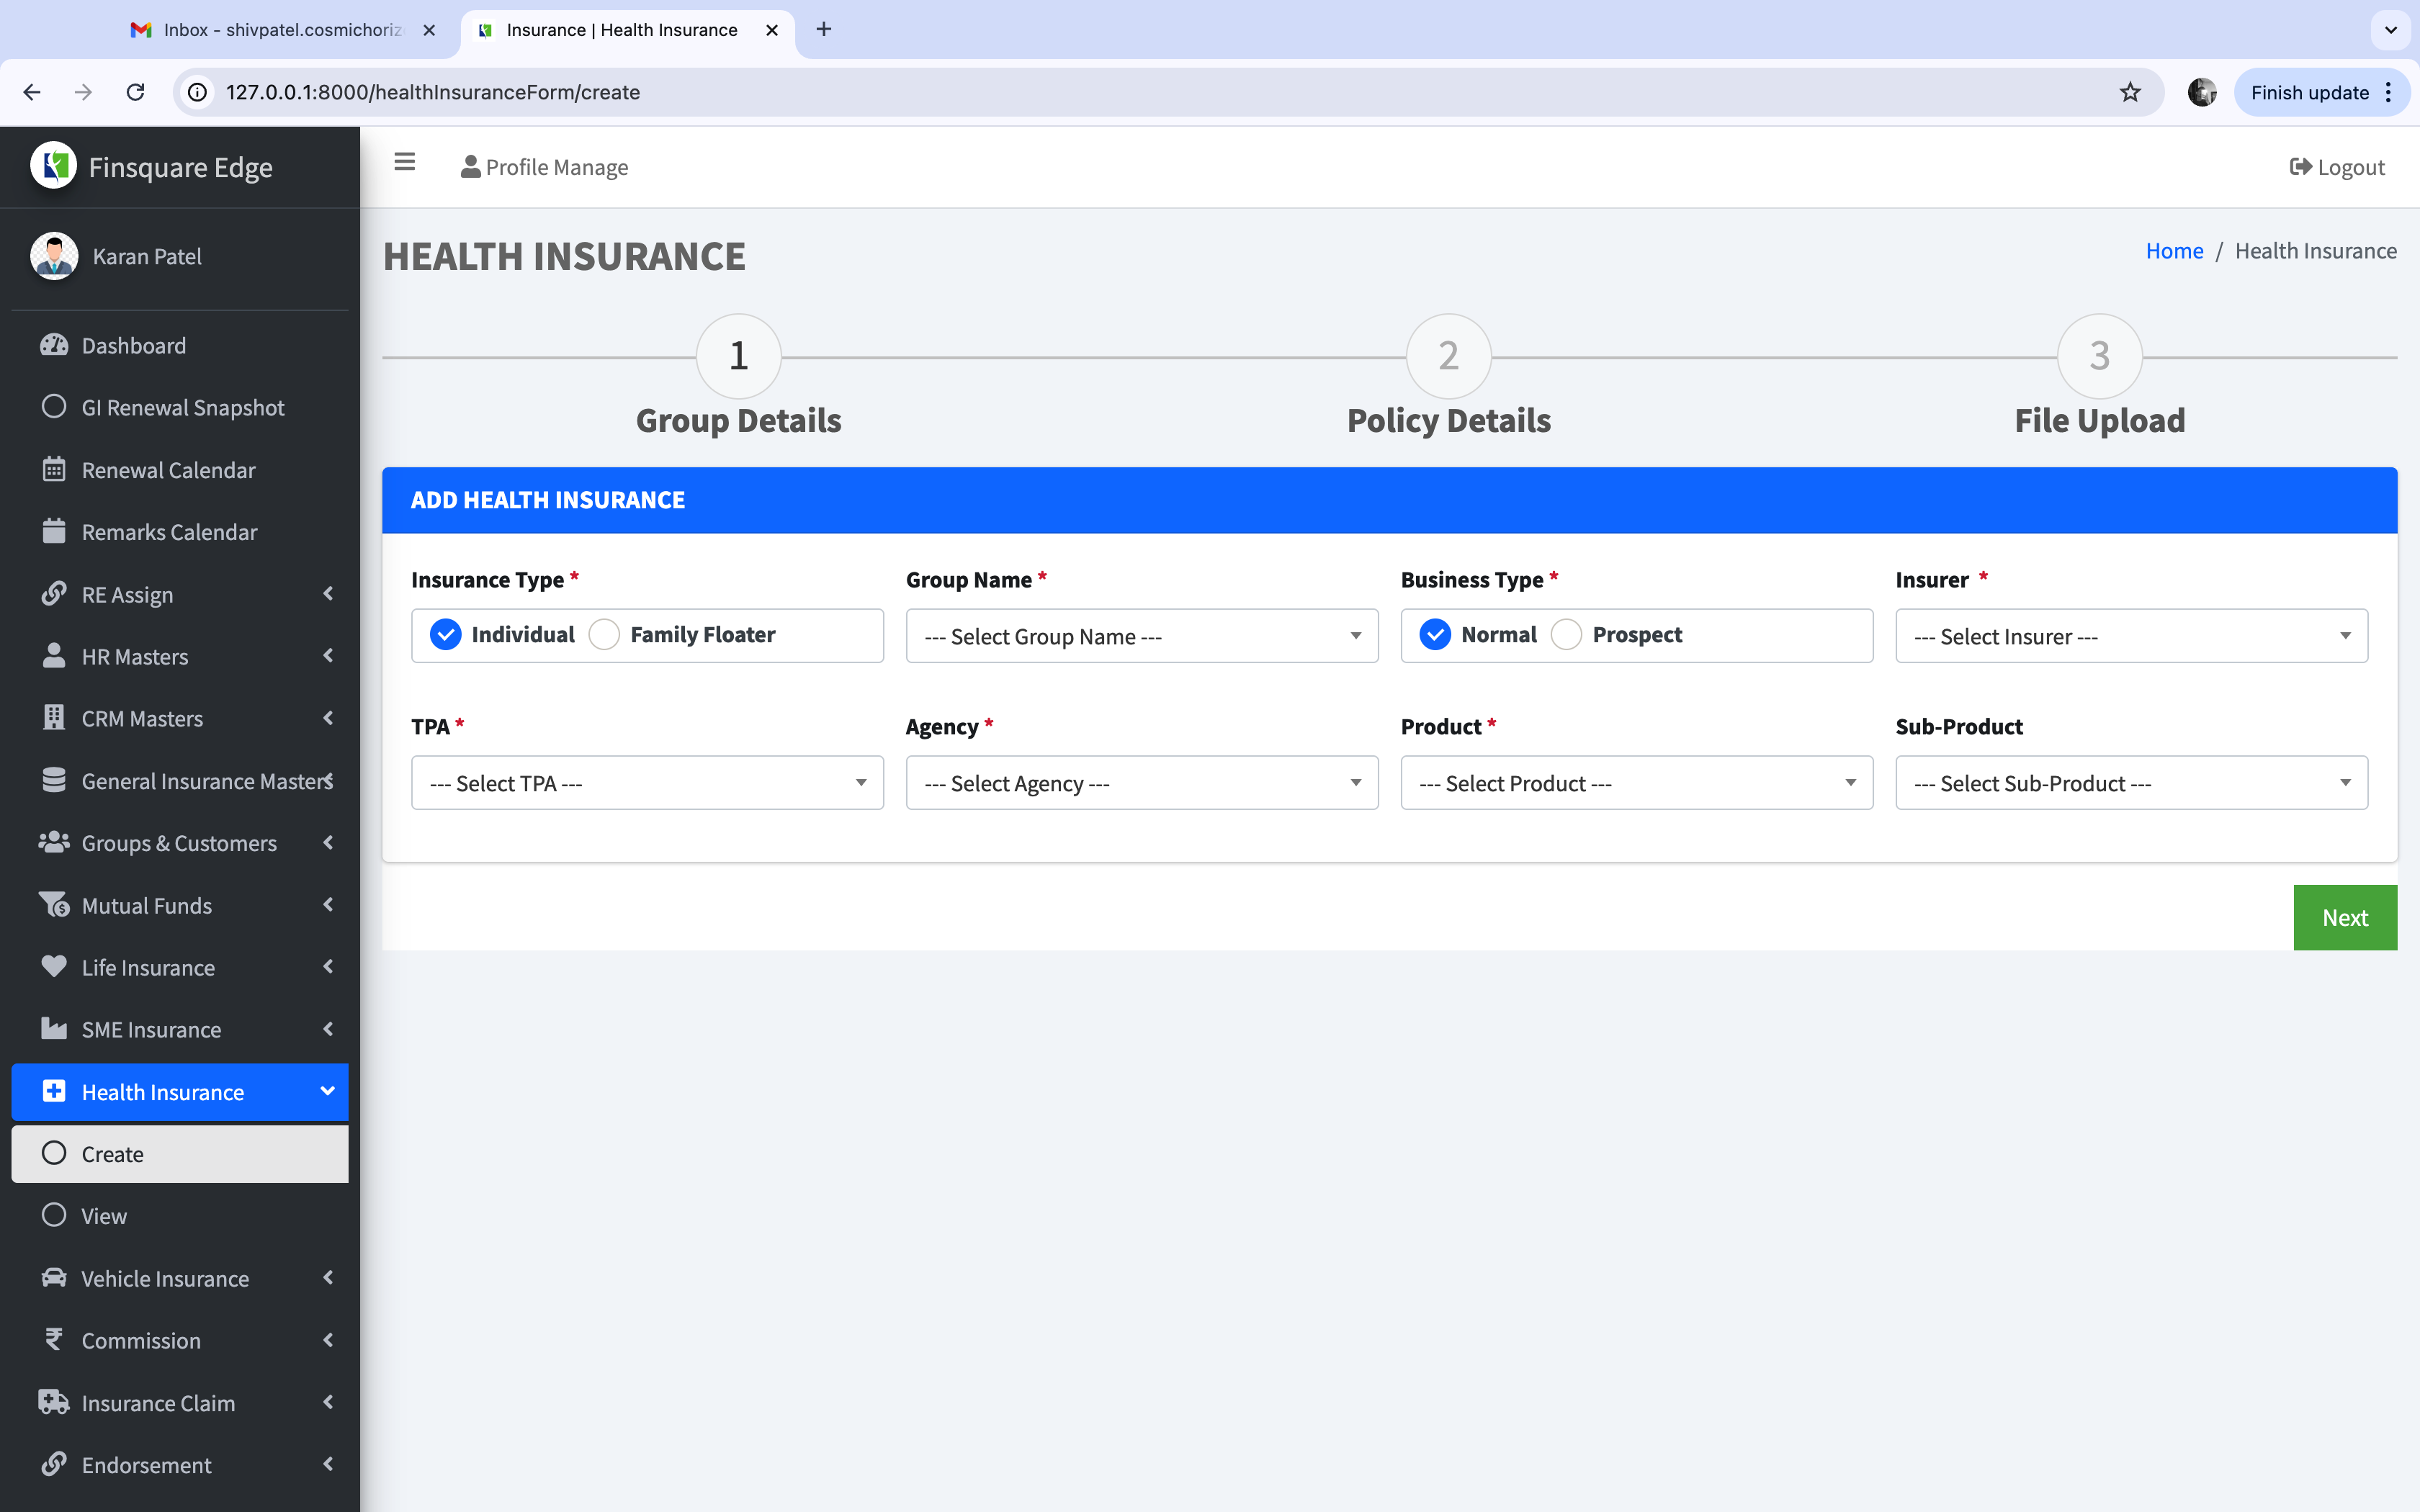 Inbox - shivpatel.cosmichoriz
Insurance | Health Insurance
127.0.0.1:8000/healthInsuranceForm/create
Finish update
Finsquare Edge
Profile Manage
Logout
Karan Patel
HEALTH INSURANCE
Home / Health Insurance
1
2
3
Group Details
Policy Details
File Upload
Dashboard
GI Renewal Snapshot
Renewal Calendar
Remarks Calendar
RE Assign
HR Masters
CRM Masters
General Insurance Masters
Groups & Customers
Mutual Funds
Life Insurance
SME Insurance
Health Insurance
Create
View
Vehicle Insurance
Commission
Insurance Claim
Endorsement
ADD HEALTH INSURANCE
Insurance Type *
Individual
Family Floater
Group Name *
--- Select Group Name ---
Business Type *
Normal
Prospect
Insurer *
--- Select Insurer ---
TPA *
--- Select TPA ---
Agency *
--- Select Agency ---
Product *
--- Select Product ---
Sub-Product
--- Select Sub-Product ---
Next